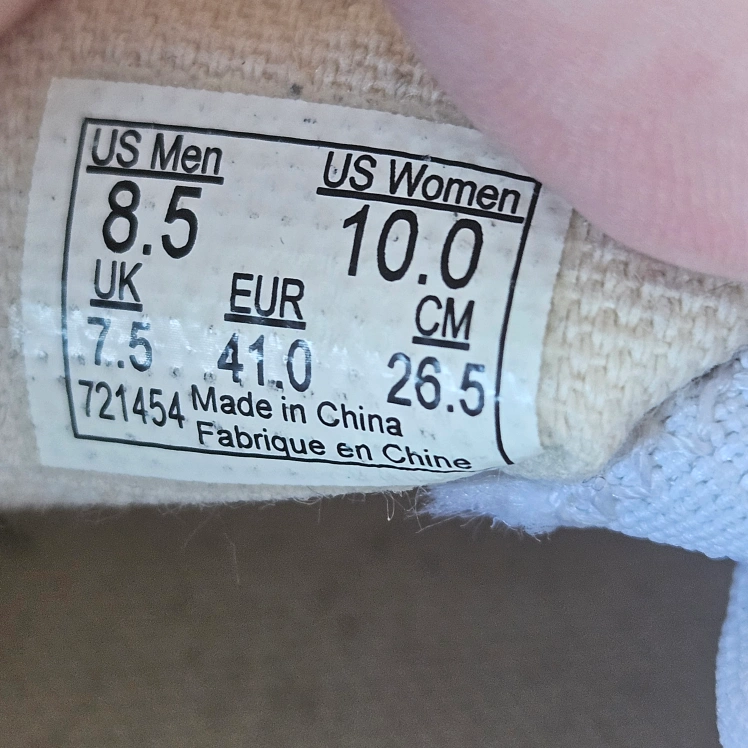 US Men US Women
8.5 10.0
UK EUR CM
7.5 41.0 26.5
721454 Made in China
Fabrique en Chine